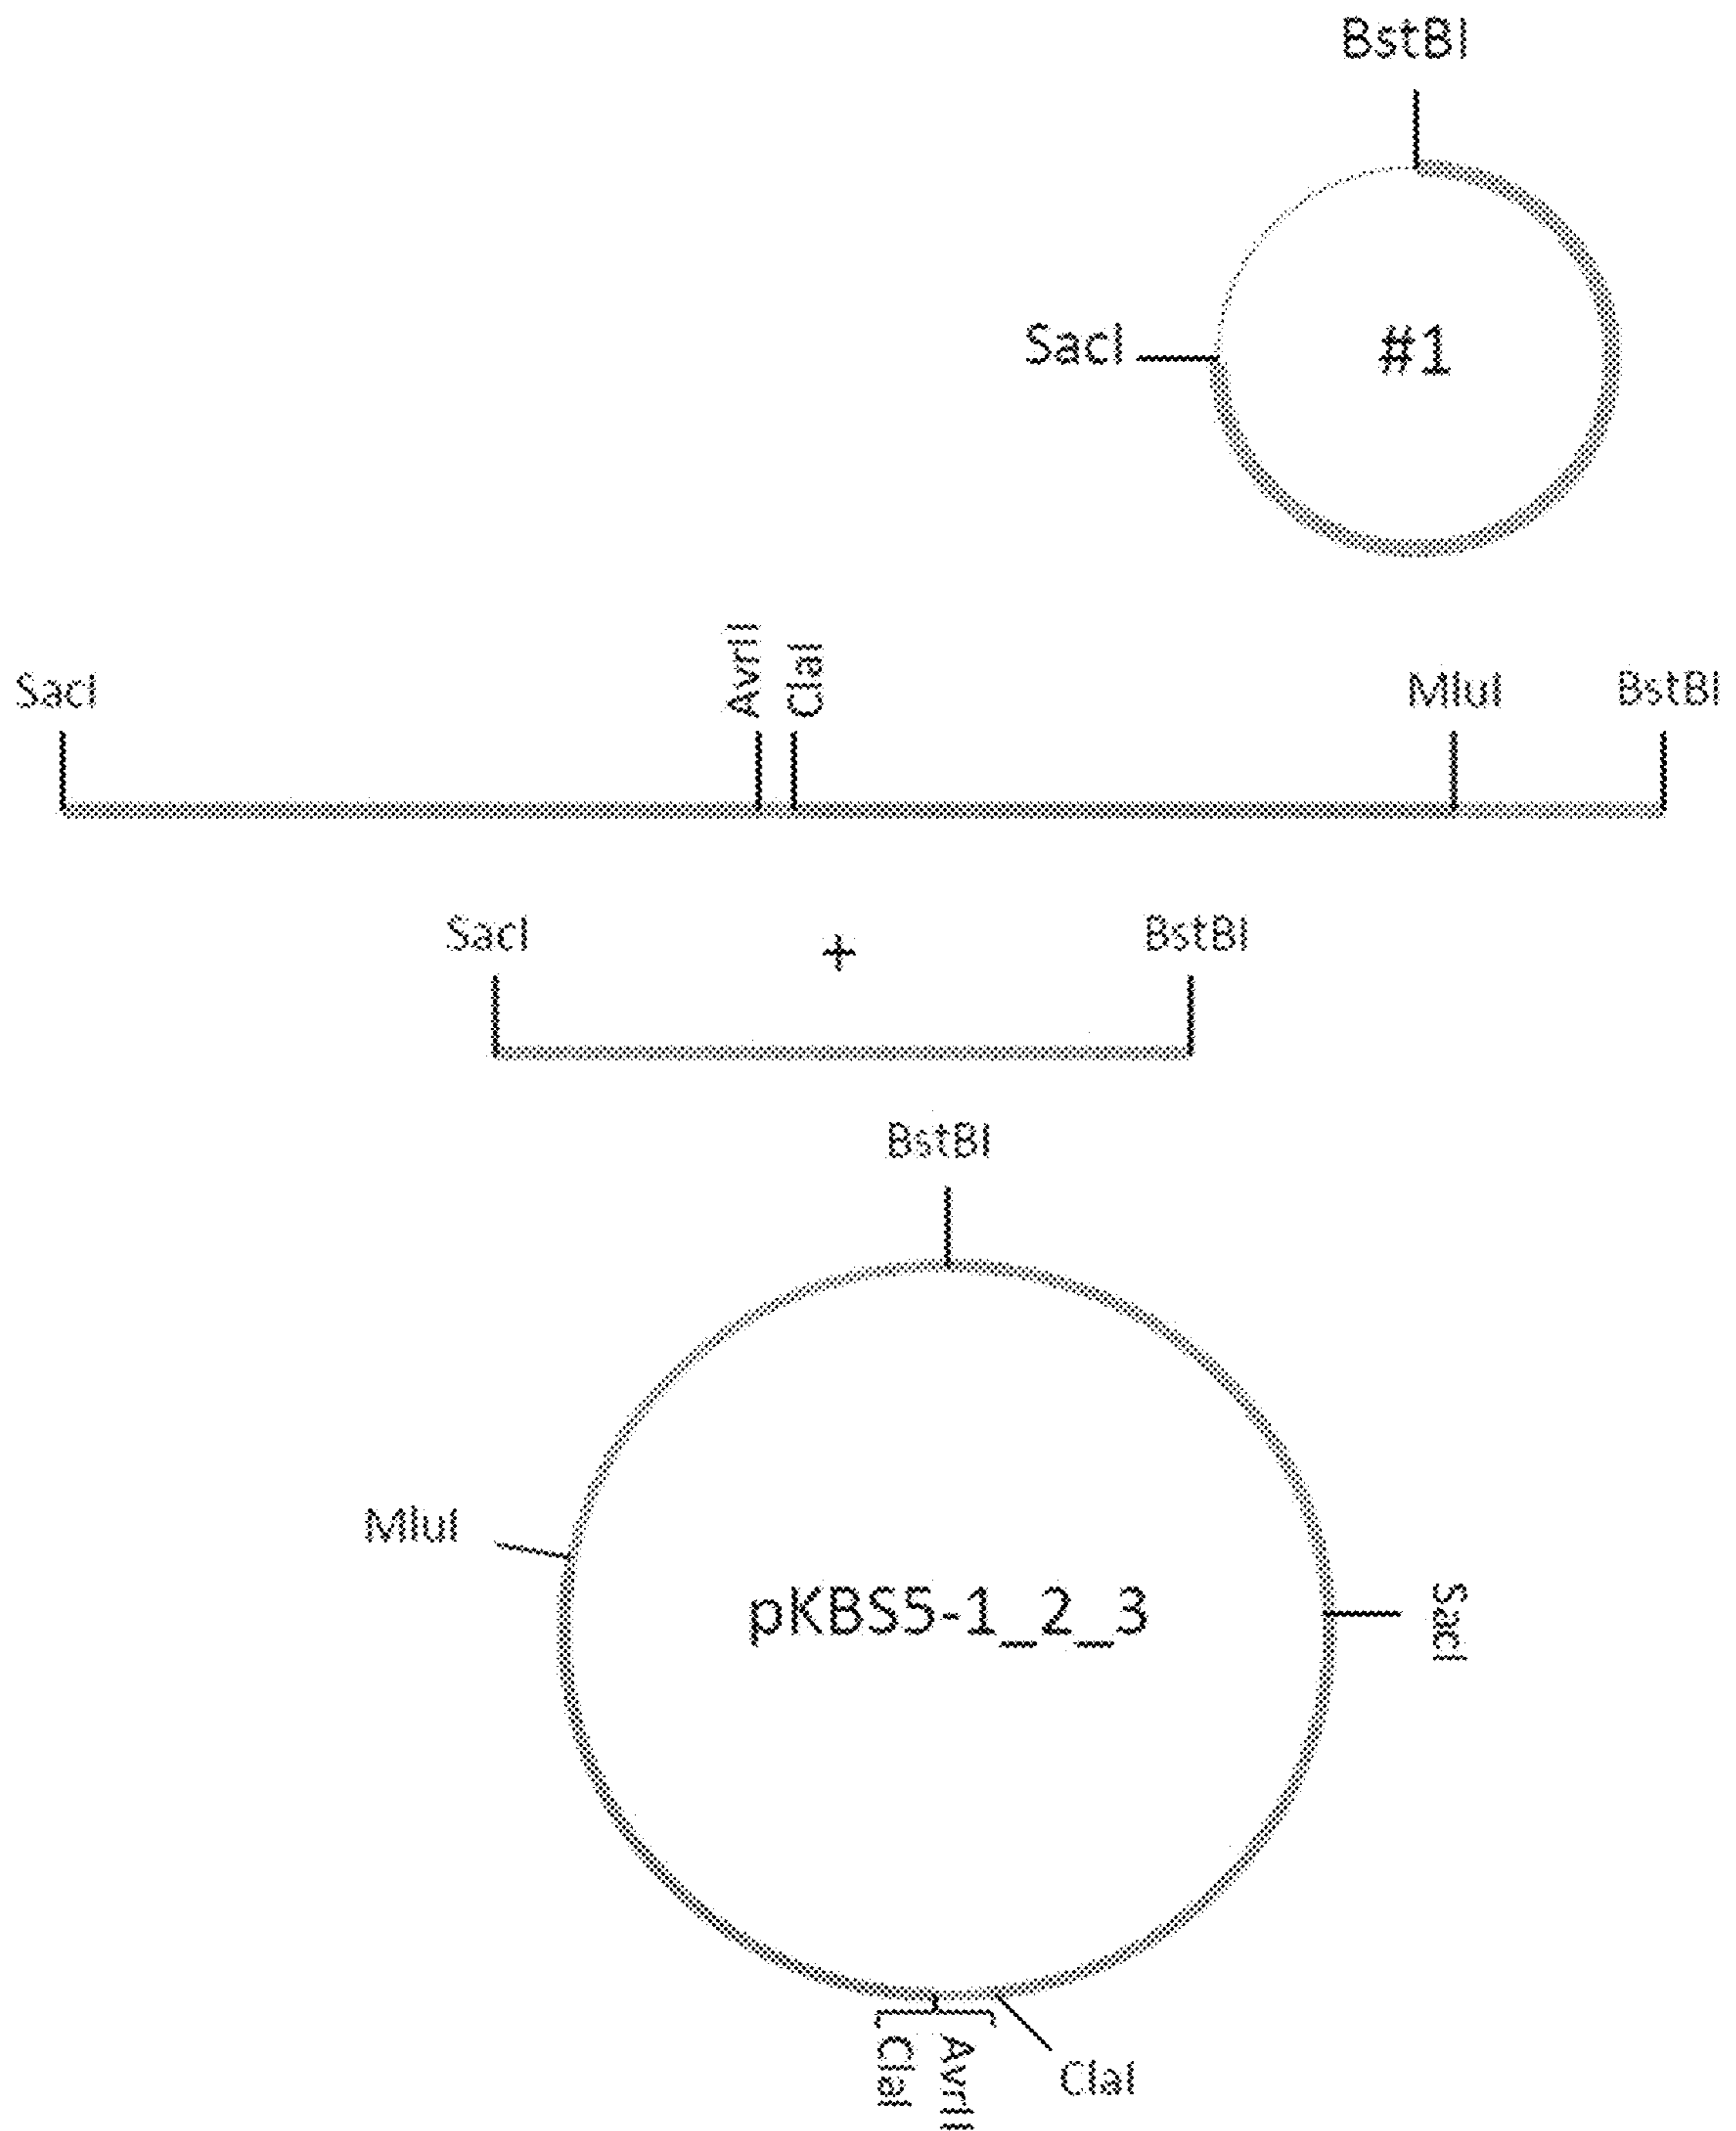 BstBI
SacI
#1
SacI
AvrII
ClaI
MluI
BstBI
SacI
+
BstBI
BstBI
MluI
pKBS5-1_2_3
SacI
ClaI
AvrII
ClaI